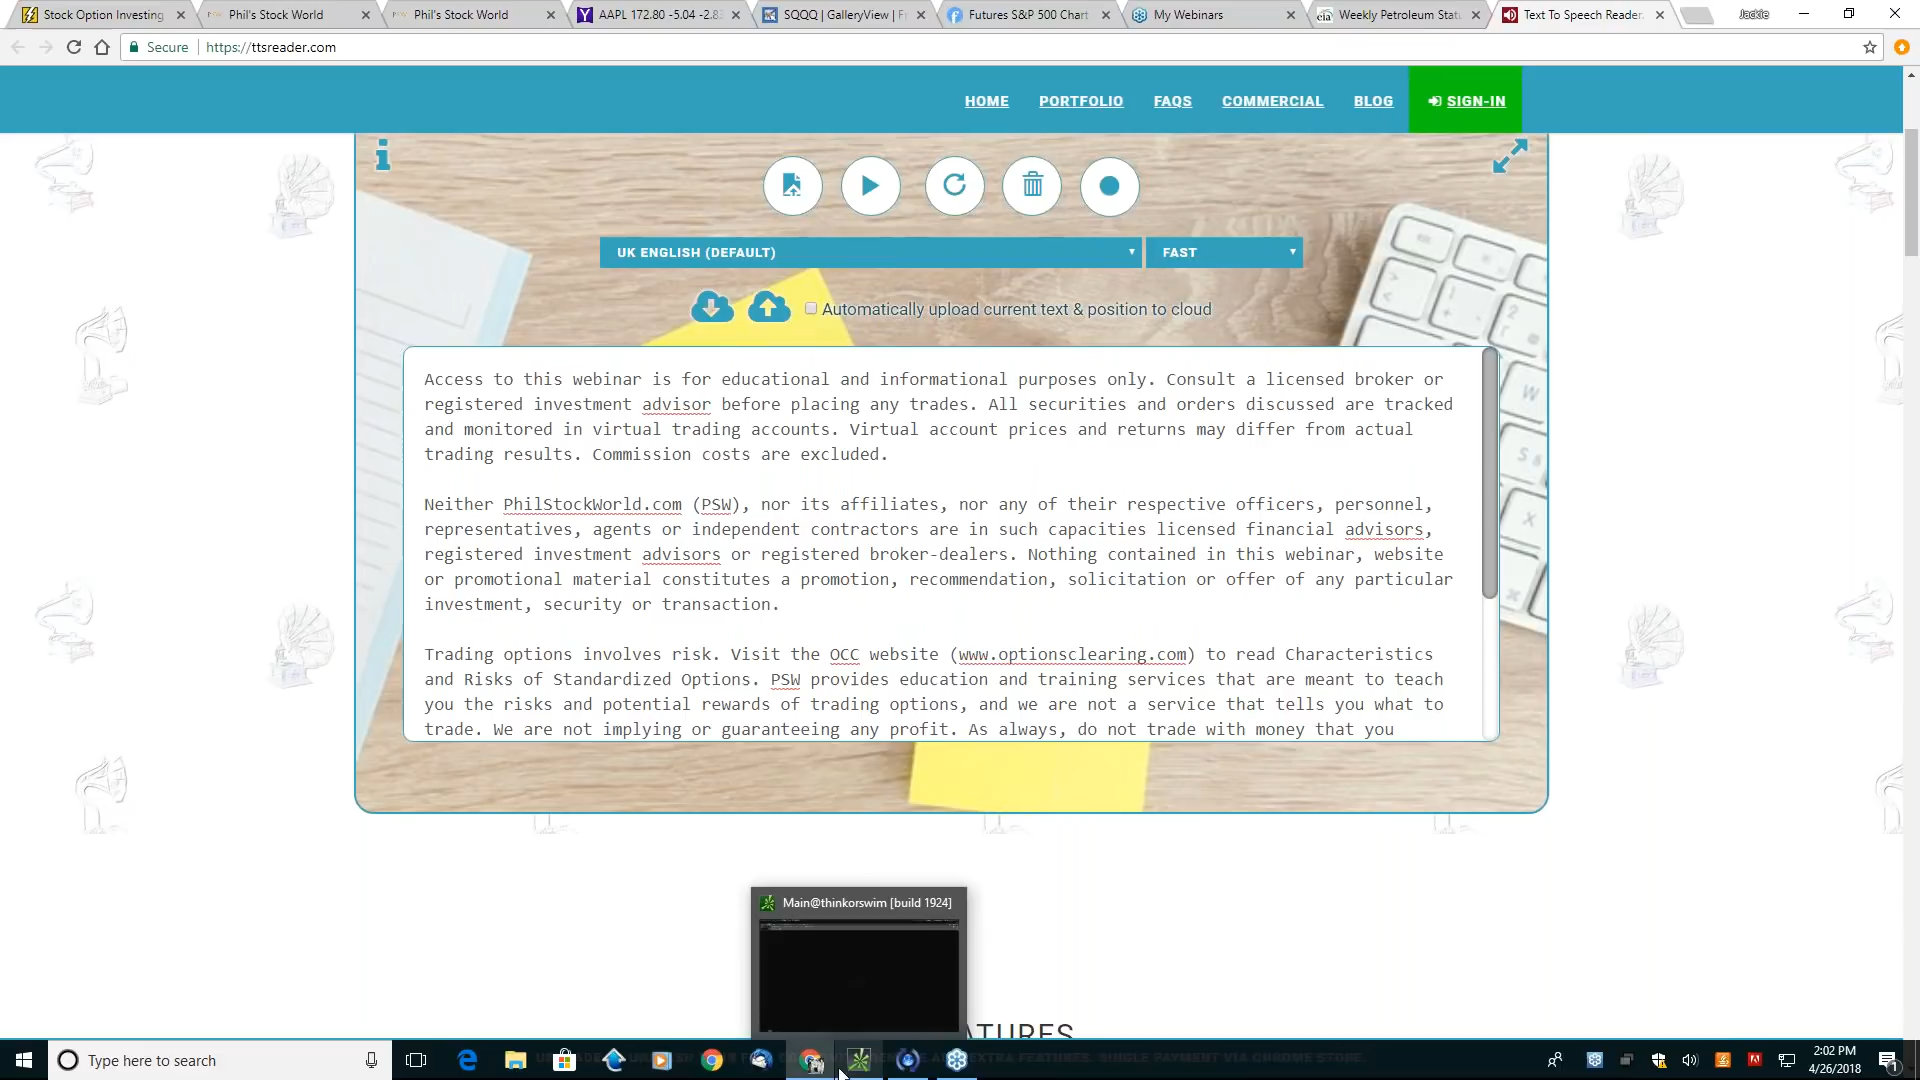 Stock Option Investing
Phil's Stock World
Phil's Stock World
AAPL 172.80 -5.04 -2.8
SQQQ | GalleryView | F
Futures S&P 500 Chart
My Webinars
Weekly Petroleum Stat
Text To Speech Reader
Jackie
Secure
https://ttsreader.com
HOME
PORTFOLIO
FAQS
COMMERCIAL
BLOG
SIGN-IN
UK ENGLISH (DEFAULT)
FAST
Automatically upload current text & position to cloud
Access to this webinar is for educational and informational purposes only. Consult a licensed broker or
registered investment advisor before placing any trades. All securities and orders discussed are tracked
and monitored in virtual trading accounts. Virtual account prices and returns may differ from actual
trading results. Commission costs are excluded.
Neither PhilStockWorld.com (PSW), nor its affiliates, nor any of their respective officers, personnel,
representatives, agents or independent contractors are in such capacities licensed financial advisors,
registered investment advisors or registered broker-dealers. Nothing contained in this webinar, website
or promotional material constitutes a promotion, recommendation, solicitation or offer of any particular
investment, security or transaction.
Trading options involves risk. Visit the OCC website (www.optionsclearing.com) to read Characteristics
and Risks of Standardized Options. PSW provides education and training services that are meant to teach
you the risks and potential rewards of trading options, and we are not a service that tells you what to
trade. We are not implying or guaranteeing any profit. As always, do not trade with money that you
Main@thinkorswim [build 1924]
ATURES
Type here to search
2:02 PM
4/26/2018